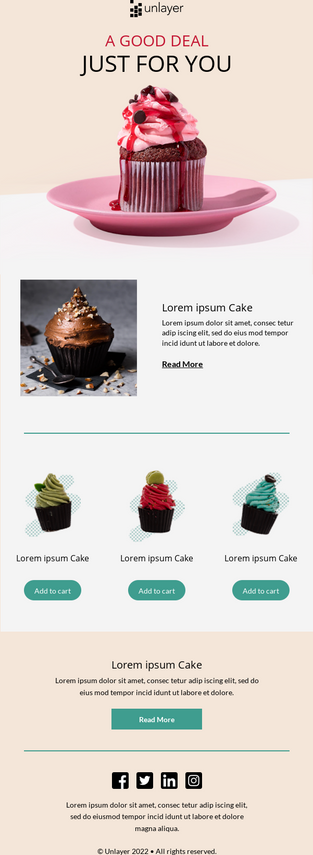 unlayer
A GOOD DEAL
JUST FOR YOU
Lorem ipsum Cake
Lorem ipsum dolor sit amet, consec tetur
adip iscing elit, sed do eius mod tempor
incid idunt ut labore et dolore.
Read More
Lorem ipsum Cake
Lorem ipsum Cake
Lorem ipsum Cake
Add to cart
Add to cart
Add to cart
Lorem ipsum Cake
Lorem ipsum dolor sit amet, consec tetur adip iscing elit, sed do
eius mod tempor incid idunt ut labore et dolore.
Read More
Lorem ipsum dolor sit amet, consec tetur adip iscing elit,
sed do eiusmod tempor incid idunt ut labore et dolore
magna aliqua.
© Unlayer 2022 • All rights reserved.